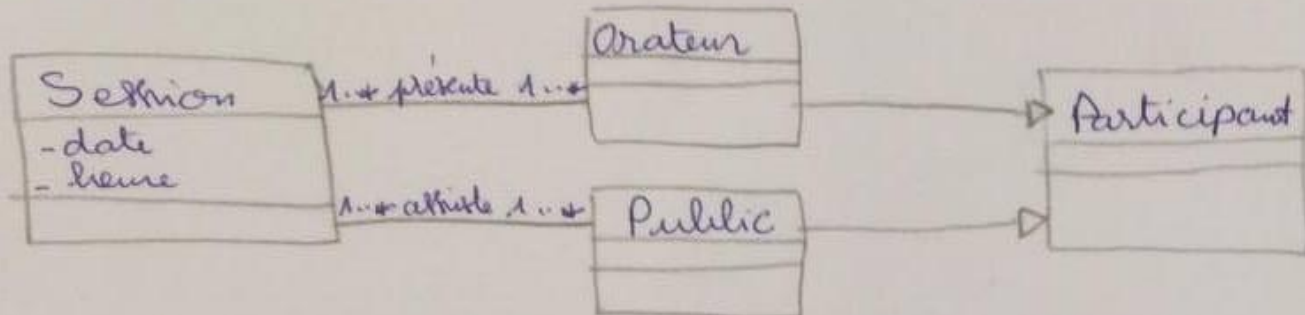 Session
- date
- heure
1..* présente 1..*
1..* assiste 1..*
Orateur
Public
Participant